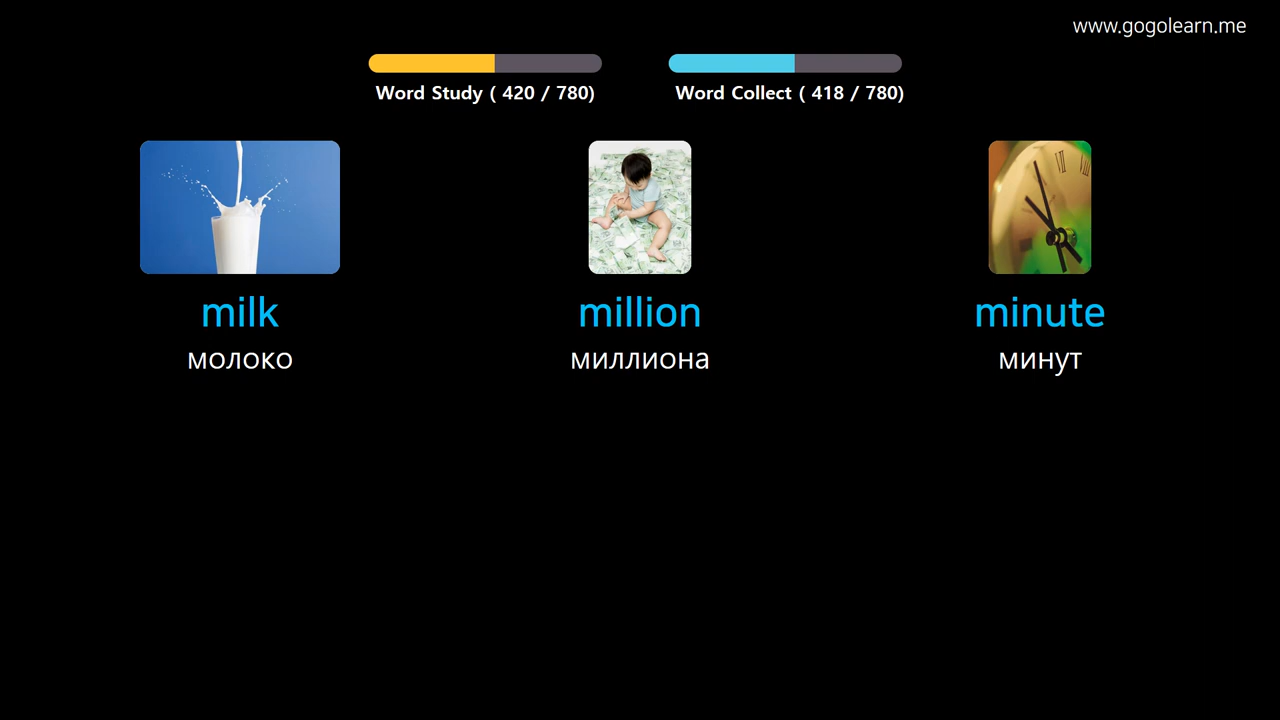 www.gogolearn.me
Word Study ( 420 / 780)
Word Collect ( 418 / 780)
milk
million
minute
молоко
миллиона
минут